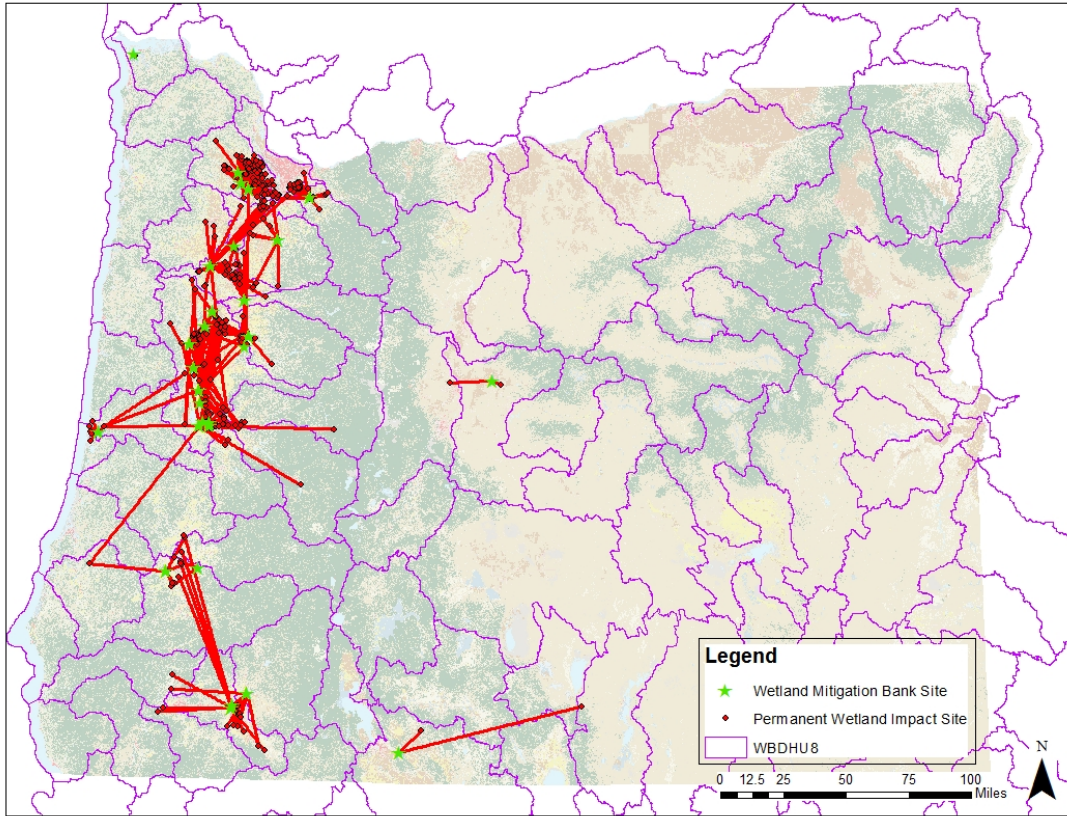 Legend
Wetland Mitigation Bank Site
Permanent Wetland Impact Site
WBDHU8
N
0 12.5 25 50 75 100
Miles